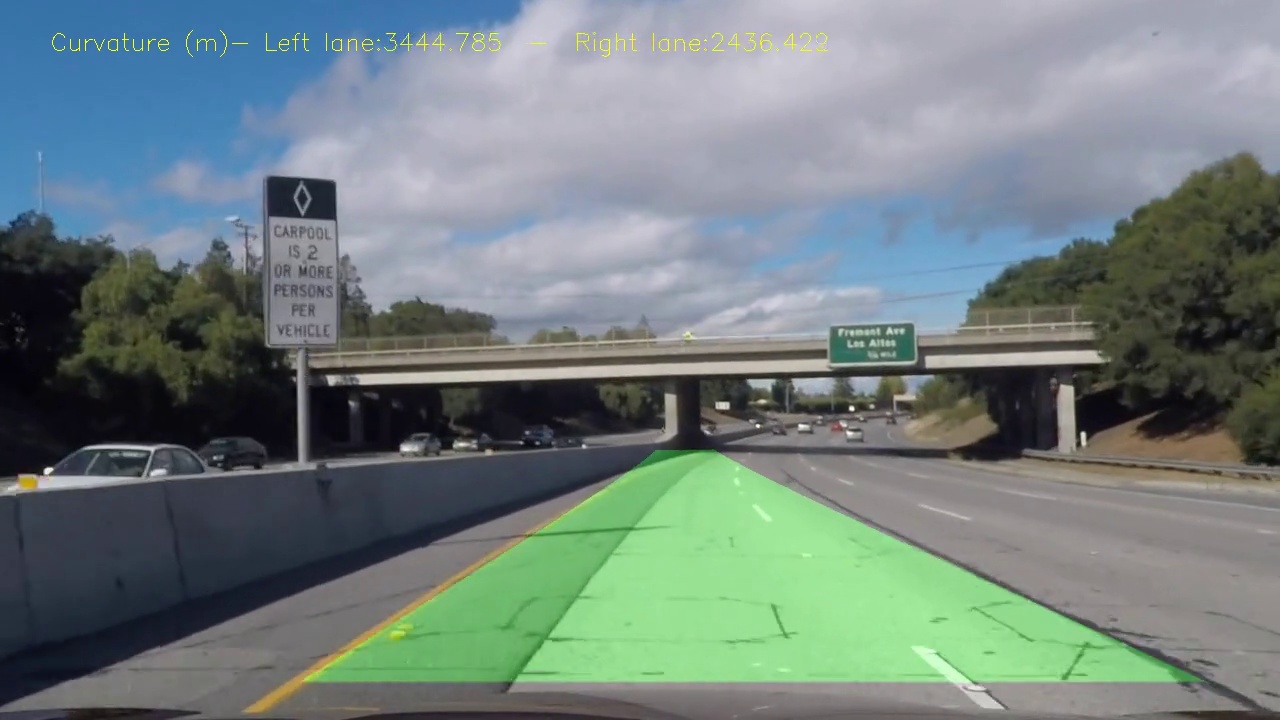 Curvature (m)— Left lane:3444.785 — Right lane:2436.422
CARPOOL
IS 2
OR MORE
PERSONS
PER
VEHICLE
Fremont Ave
Los Altos
MILE